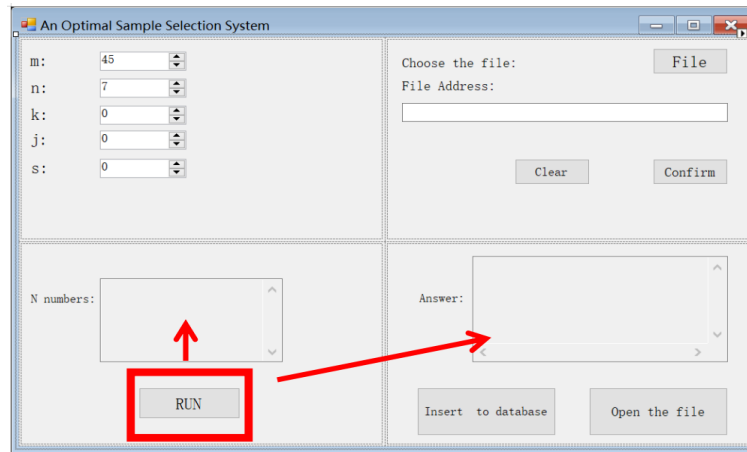 An Optimal Sample Selection System
m: 45
n: 7
k: 0
j: 0
s: 0
Choose the file: File
File Address:
Clear Confirm
N numbers:
RUN
Answer:
Insert to database Open the file